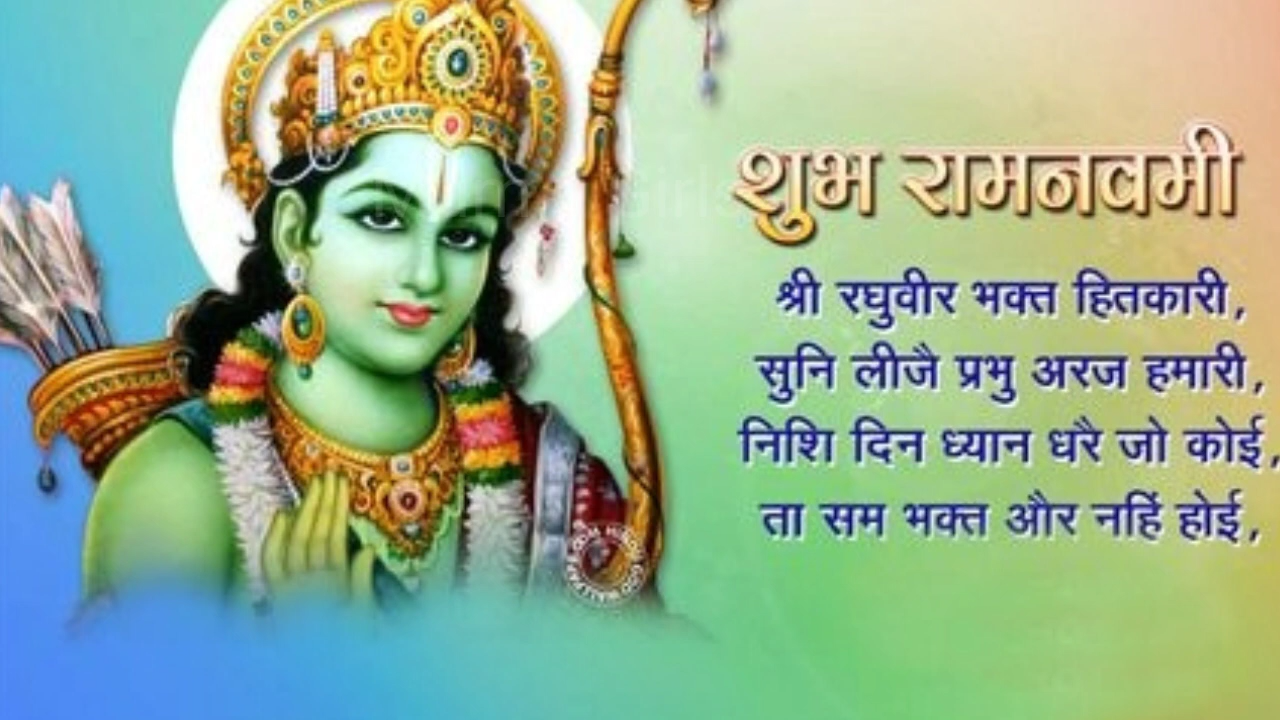 शुभ रामनवमी
श्री रघुवीर भक्त हितकारी,
सुनि लीजै प्रभु अरज हमारी,
निशि दिन ध्यान धरै जो कोई,
ता सम भक्त और नहिं होई,